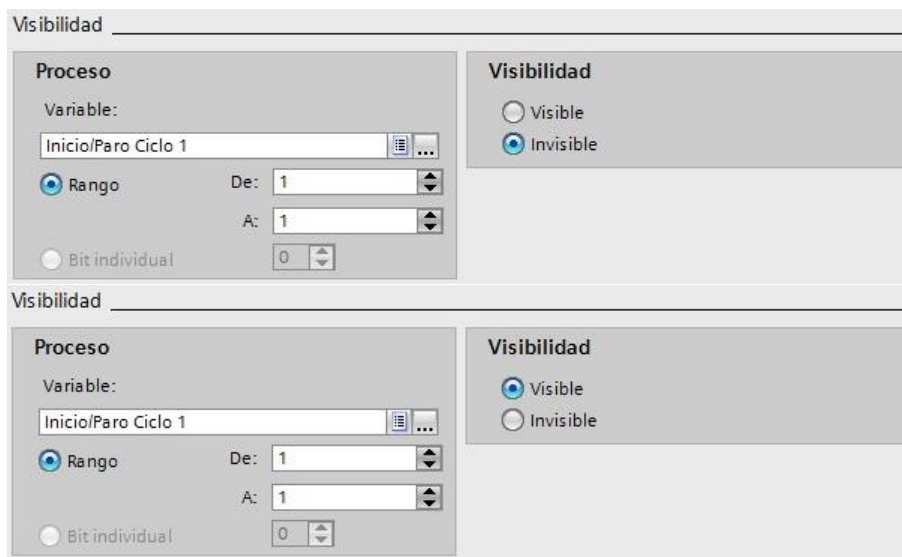 Visibilidad
Proceso
Variable:
Inicio/Paro Ciclo 1 ...
Rango De: 1
A: 1
Bit individual 0
Visibilidad
Visible
Invisible
Visibilidad
Proceso
Variable:
Inicio/Paro Ciclo 1 ...
Rango De: 1
A: 1
Bit individual 0
Visibilidad
Visible
Invisible